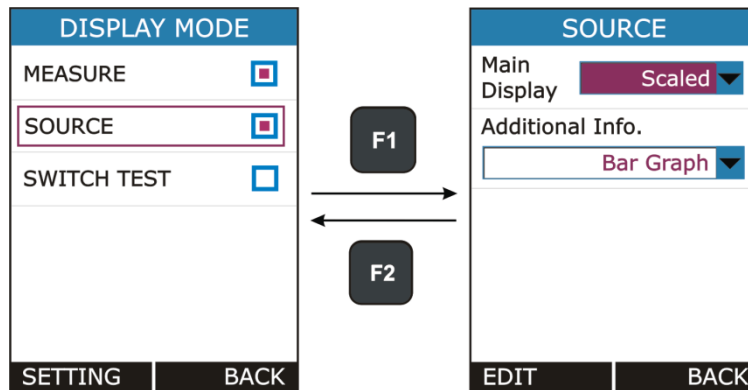 DISPLAY MODE
MEASURE
SOURCE
SWITCH TEST
SETTING BACK
F1
F2
SOURCE
Main
Display
Scaled
Additional Info.
Bar Graph
EDIT BACK